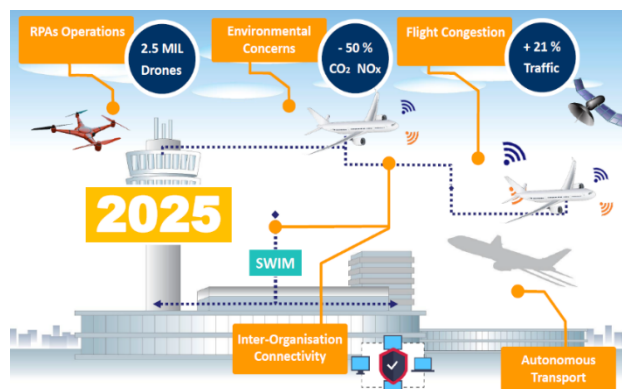 RPAs Operations
2.5 MIL
Drones
Environmental
Concerns
- 50 %
CO₂ NOx
Flight Congestion
+ 21 %
Traffic
2025
SWIM
Inter-Organisation
Connectivity
Autonomous
Transport